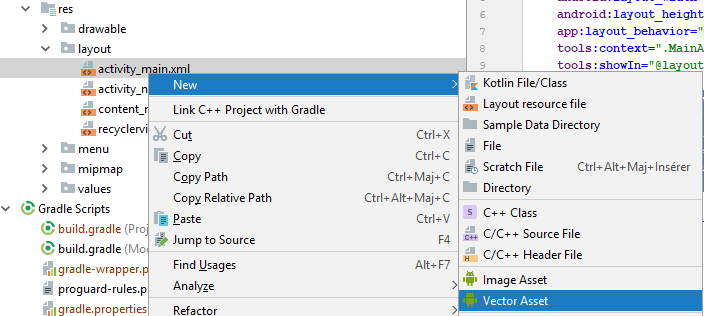 res
drawable
layout
activity_main.xml
activity_n
content_r
recyclervi
menu
mipmap
values
Gradle Scripts
build.gradle (Proj
build.gradle (Mod
gradle-wrapper.p
proguard-rules.p
gradle.properties
New
Link C++ Project with Gradle
Cut Ctrl+X
Copy Ctrl+C
Copy Path Ctrl+Maj+C
Copy Relative Path Ctrl+Alt+Maj+C
Paste Ctrl+V
Jump to Source F4
Find Usages Alt+F7
Analyze
Refactor
6 android:layout_height
7 app:layout_behavior="
8 tools:context=".MainA
9 tools:showIn="@layout
Kotlin File/Class
Layout resource file
Sample Data Directory
File
Scratch File Ctrl+Alt+Maj+Insérer
Directory
C++ Class
C/C++ Source File
C/C++ Header File
Image Asset
Vector Asset